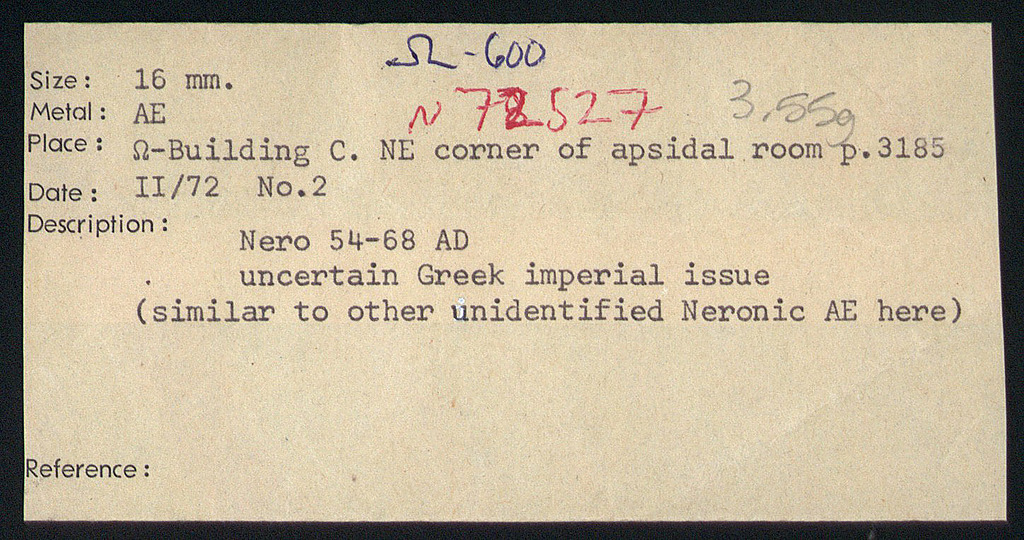 Ω-600
Size: 16 mm.
N 72527 3.55g
Metal: AE
Place: Ω-Building C. NE corner of apsidal room p.3185
Date: II/72 No.2
Description:
Nero 54-68 AD
uncertain Greek imperial issue
(similar to other unidentified Neronic AE here)
Reference: